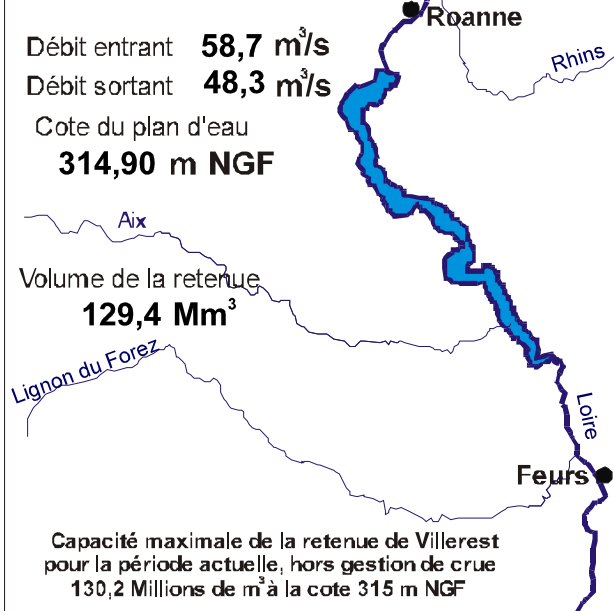 Roanne
Débit entrant 58,7 m³/s
Débit sortant 48,3 m³/s
Rhins
Cote du plan d'eau
314,90 m NGF
Aix
Volume de la retenue
129,4 Mm³
Lignon du Forez
Loire
Feurs
Capacité maximale de la retenue de Villerest
pour la période actuelle, hors gestion de crue
130,2 Millions de m³ à la cote 315 m NGF